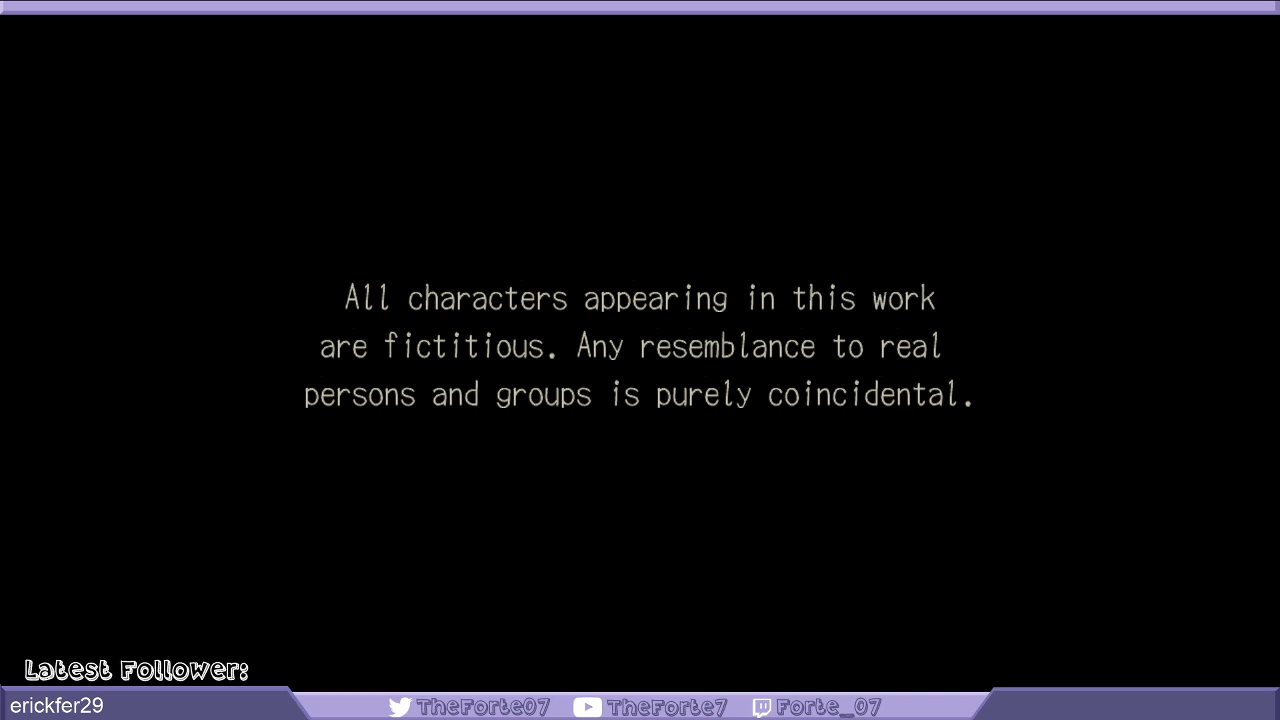 All characters appearing in this work
are fictitious. Any resemblance to real
persons and groups is purely coincidental.
Latest Follower:
erickfer29
TheForte07 TheForte7 Forte_07